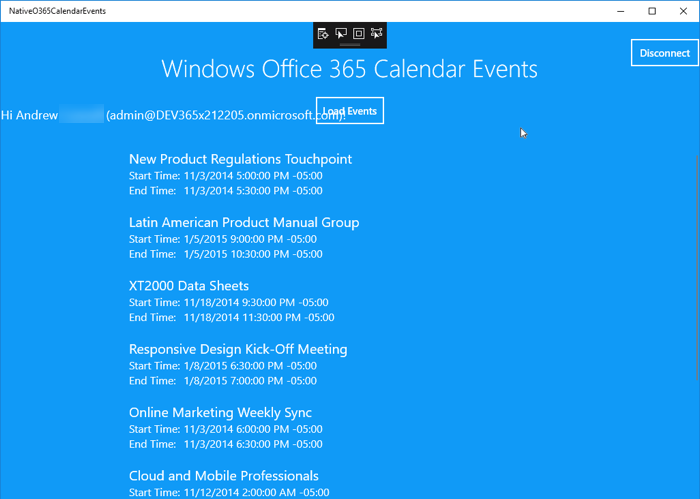 NativeO365CalendarEvents
Disconnect
Windows Office 365 Calendar Events
Load Events
Hi Andrew (admin@DEV365x212205.onmicrosoft.com)!
New Product Regulations Touchpoint
Start Time: 11/3/2014 5:00:00 PM -05:00
End Time: 11/3/2014 5:30:00 PM -05:00
Latin American Product Manual Group
Start Time: 1/5/2015 9:00:00 PM -05:00
End Time: 1/5/2015 10:30:00 PM -05:00
XT2000 Data Sheets
Start Time: 11/18/2014 9:30:00 PM -05:00
End Time: 11/18/2014 11:30:00 PM -05:00
Responsive Design Kick-Off Meeting
Start Time: 1/8/2015 6:30:00 PM -05:00
End Time: 1/8/2015 7:00:00 PM -05:00
Online Marketing Weekly Sync
Start Time: 11/3/2014 6:00:00 PM -05:00
End Time: 11/3/2014 6:30:00 PM -05:00
Cloud and Mobile Professionals
Start Time: 11/12/2014 2:00:00 AM -05:00